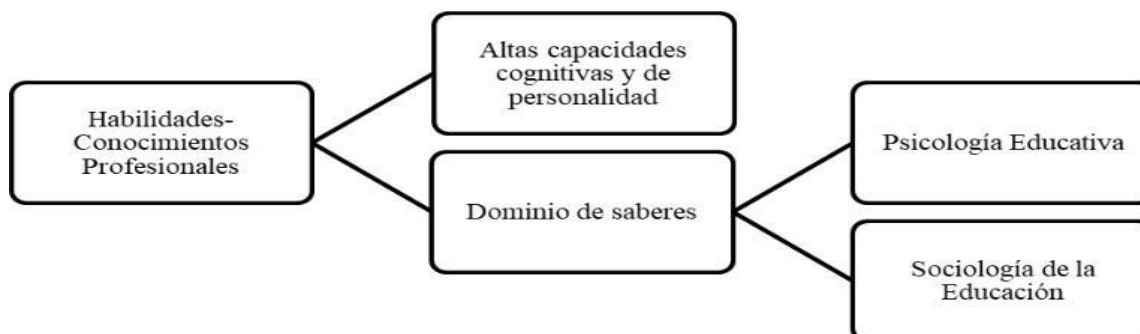 Altas capacidades
cognitivas y de
personalidad
Habilidades-
Conocimientos
Profesionales
Psicología Educativa
Dominio de saberes
Sociología de la
Educación